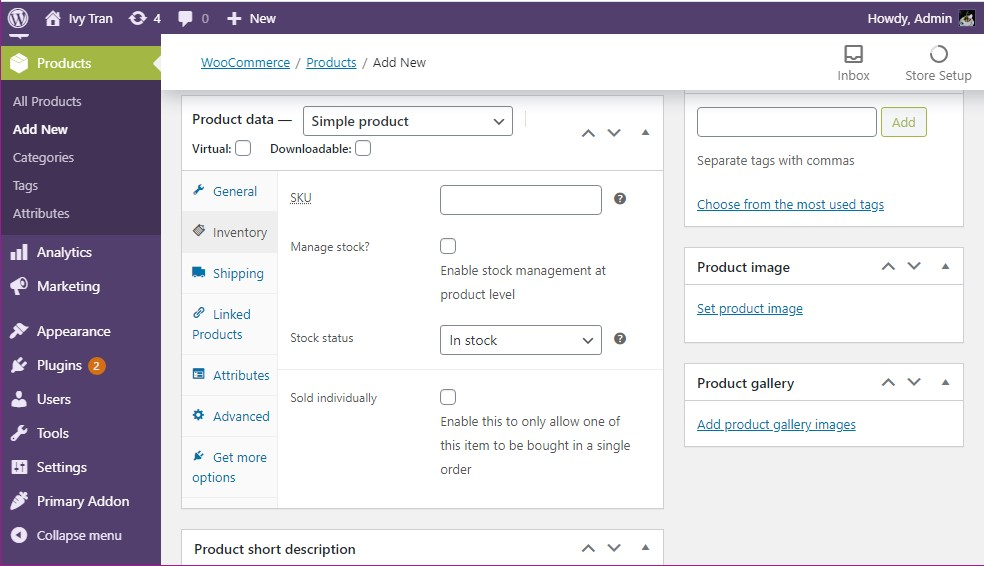 Ivy Tran 4 0 New Howdy, Admin
Products
All Products
Add New
Categories
Tags
Attributes
Analytics
Marketing
Appearance
Plugins 2
Users
Tools
Settings
Primary Addon
Collapse menu
WooCommerce / Products / Add New
Inbox
Store Setup
Product data — Simple product
Virtual: Downloadable:
General
Inventory
Shipping
Linked
Products
Attributes
Advanced
Get more
options
SKU
Manage stock?
Enable stock management at
product level
Stock status In stock
Sold individually
Enable this to only allow one of
this item to be bought in a single
order
Product short description
Add
Separate tags with commas
Choose from the most used tags
Product image
Set product image
Product gallery
Add product gallery images